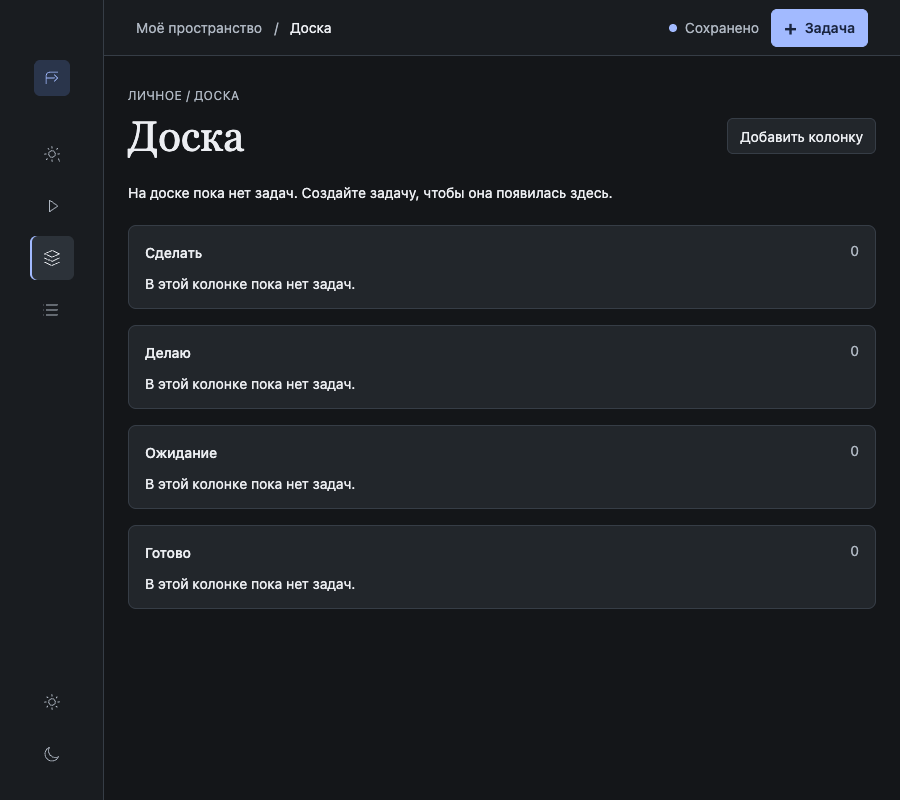 Моё пространство / Доска
Сохранено
+ Задача
ЛИЧНОЕ / ДОСКА
Доска
Добавить колонку
На доске пока нет задач. Создайте задачу, чтобы она появилась здесь.
Сделать 0
В этой колонке пока нет задач.
Делаю 0
В этой колонке пока нет задач.
Ожидание 0
В этой колонке пока нет задач.
Готово 0
В этой колонке пока нет задач.